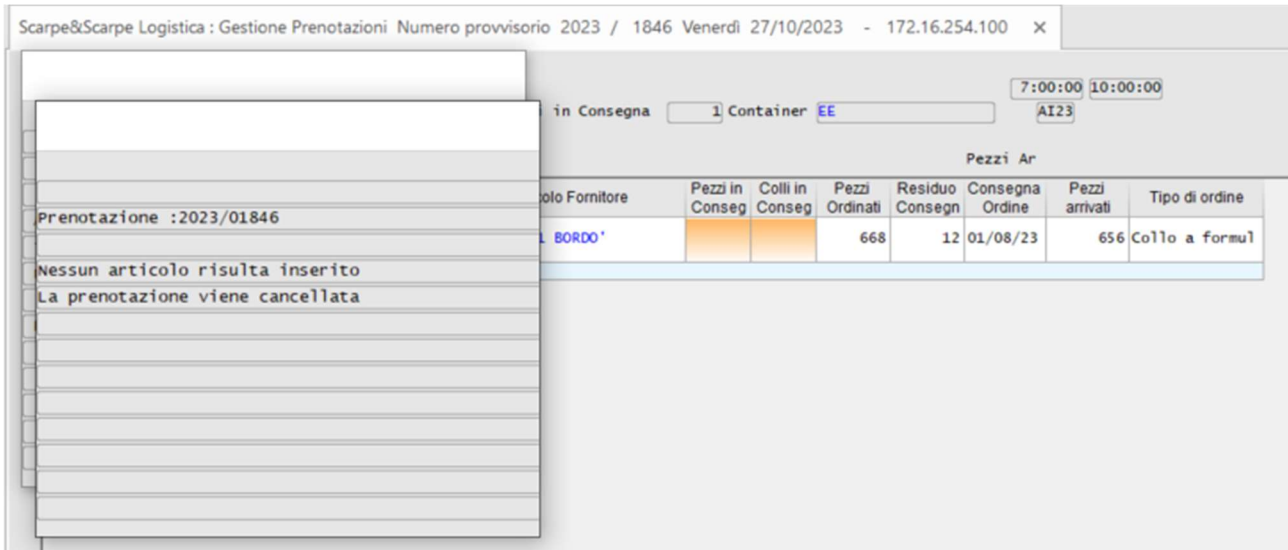 Scarpe&Scarpe Logistica : Gestione Prenotazioni Numero provvisorio 2023 / 1846 Venerdì 27/10/2023 - 172.16.254.100 ×
7:00:00 10:00:00
in Consegna 1 Container EE AI23
Pezzi Ar
colo Fornitore Pezzi in Conseg Colli in Conseg Pezzi Ordinati Residuo Consegn Consegna Ordine Pezzi arrivati Tipo di ordine
BORDO' 668 12 01/08/23 656 Collo a formul
Prenotazione :2023/01846
Nessun articolo risulta inserito
La prenotazione viene cancellata